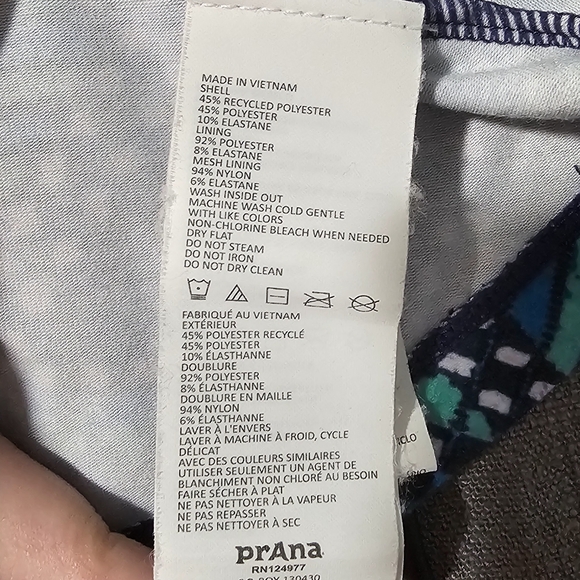 MADE IN VIETNAM
SHELL
45% RECYCLED POLYESTER
45% POLYESTER
10% ELASTANE
LINING
92% POLYESTER
8% ELASTANE
MESH LINING
94% NYLON
6% ELASTANE
WASH INSIDE OUT
MACHINE WASH COLD GENTLE
WITH LIKE COLORS
NON-CHLORINE BLEACH WHEN NEEDED
DRY FLAT
DO NOT STEAM
DO NOT IRON
DO NOT DRY CLEAN
FABRIQUÉ AU VIETNAM
EXTÉRIEUR
45% POLYESTER RECYCLÉ
45% POLYESTER
10% ÉLASTHANNE
DOUBLURE
92% POLYESTER
8% ÉLASTHANNE
DOUBLURE EN MAILLE
94% NYLON
6% ÉLASTHANNE
LAVER À L'ENVERS
LAVER À MACHINE À FROID, CYCLE
DÉLICAT
AVEC DES COULEURS SIMILAIRES
UTILISER SEULEMENT UN AGENT DE
BLANCHIMENT NON CHLORÉ AU BESOIN
FAIRE SÉCHER À PLAT
NE PAS NETTOYER À LA VAPEUR
NE PAS REPASSER
NE PAS NETTOYER À SEC
prAna
RN124977
BOX 130430
ICLO